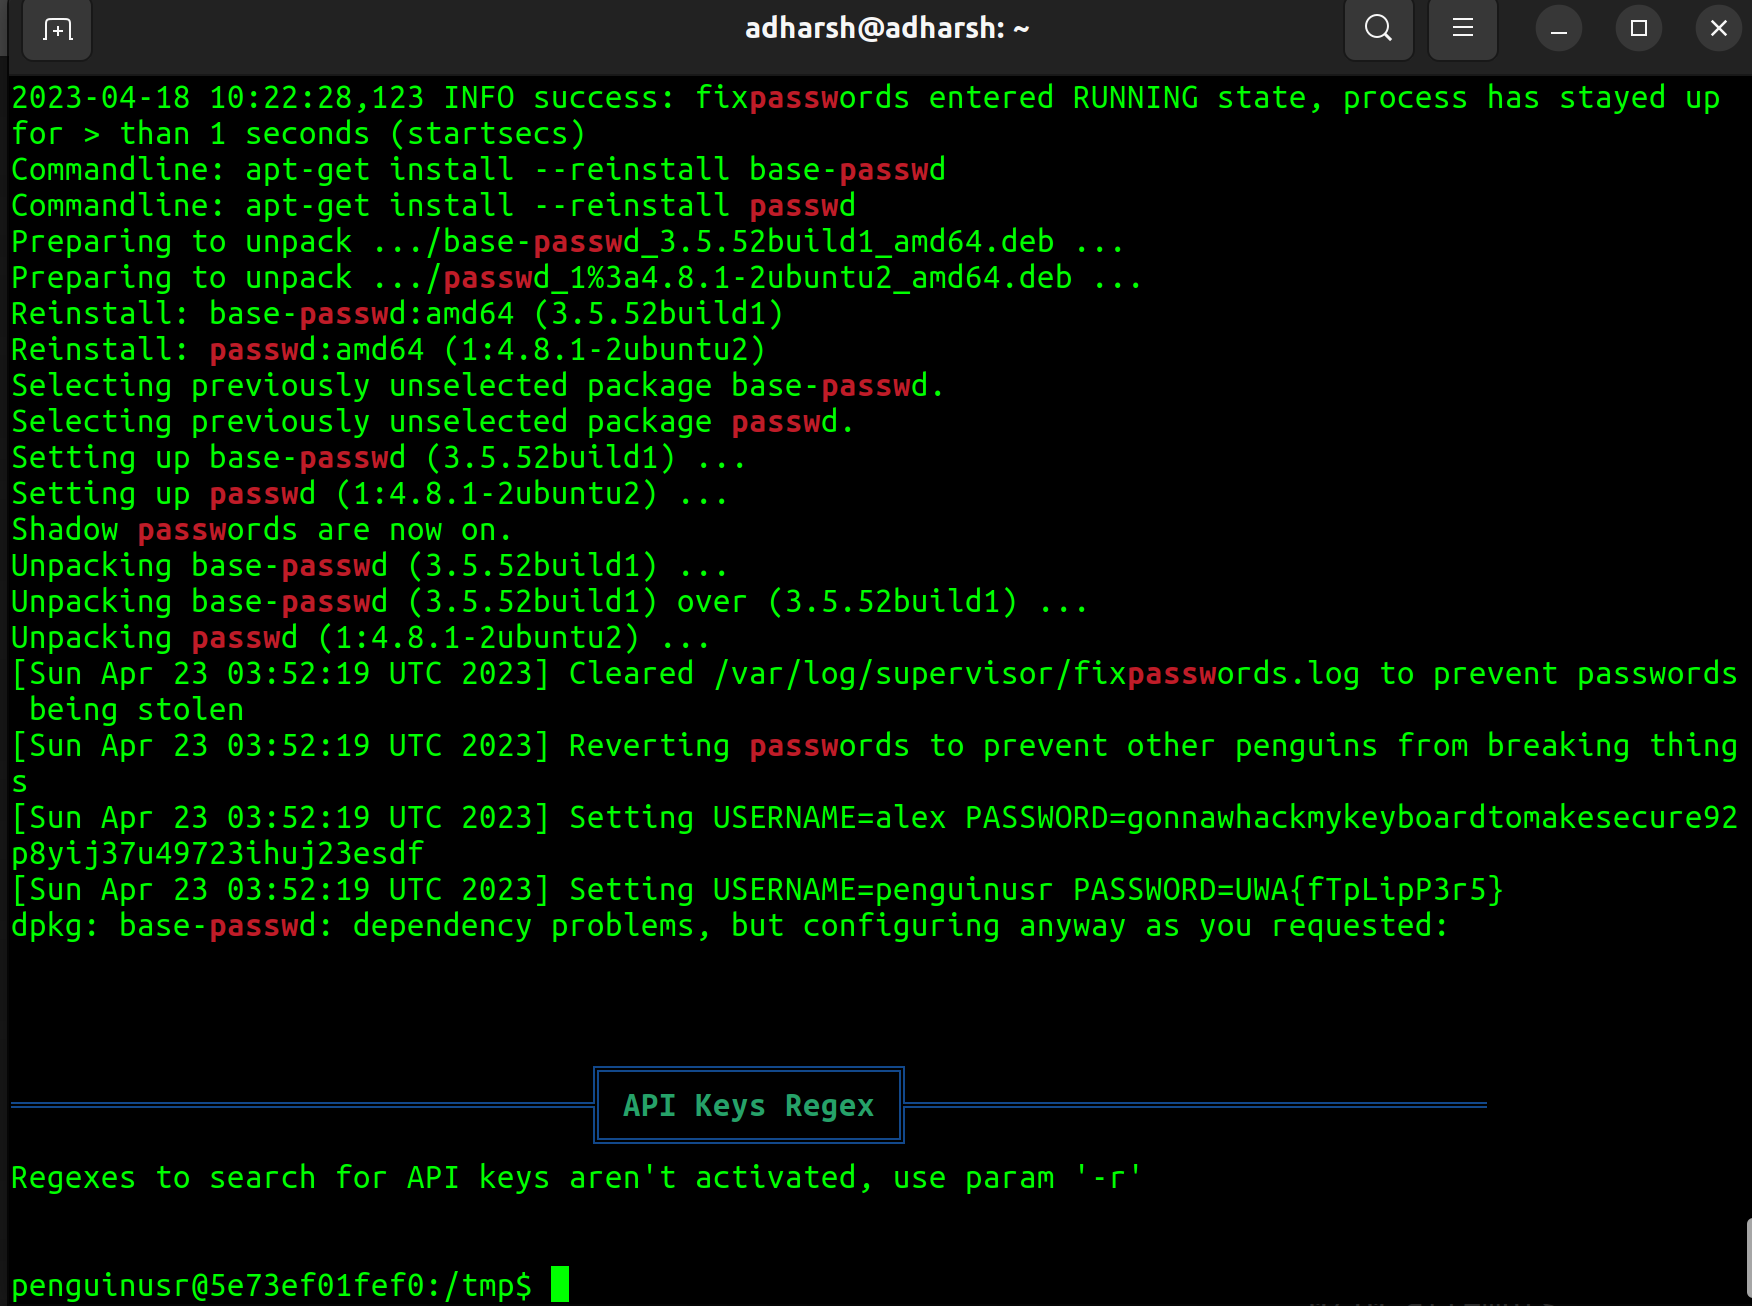 adharsh@adharsh: ~
2023-04-18 10:22:28,123 INFO success: fixpasswords entered RUNNING state, process has stayed up
for > than 1 seconds (startsecs)
Commandline: apt-get install --reinstall base-passwd
Commandline: apt-get install --reinstall passwd
Preparing to unpack .../base-passwd_3.5.52build1_amd64.deb ...
Preparing to unpack .../passwd_1%3a4.8.1-2ubuntu2_amd64.deb ...
Reinstall: base-passwd:amd64 (3.5.52build1)
Reinstall: passwd:amd64 (1:4.8.1-2ubuntu2)
Selecting previously unselected package base-passwd.
Selecting previously unselected package passwd.
Setting up base-passwd (3.5.52build1) ...
Setting up passwd (1:4.8.1-2ubuntu2) ...
Shadow passwords are now on.
Unpacking base-passwd (3.5.52build1) ...
Unpacking base-passwd (3.5.52build1) over (3.5.52build1) ...
Unpacking passwd (1:4.8.1-2ubuntu2) ...
[Sun Apr 23 03:52:19 UTC 2023] Cleared /var/log/supervisor/fixpasswords.log to prevent passwords
 being stolen
[Sun Apr 23 03:52:19 UTC 2023] Reverting passwords to prevent other penguins from breaking thing
s
[Sun Apr 23 03:52:19 UTC 2023] Setting USERNAME=alex PASSWORD=gonnawhackmykeyboardtomakesecure92
p8yij37u49723ihuj23esdf
[Sun Apr 23 03:52:19 UTC 2023] Setting USERNAME=penguinusr PASSWORD=UWA{fTpLipP3r5}
dpkg: base-passwd: dependency problems, but configuring anyway as you requested:
API Keys Regex
Regexes to search for API keys aren't activated, use param '-r'
penguinusr@5e73ef01fef0:/tmp$